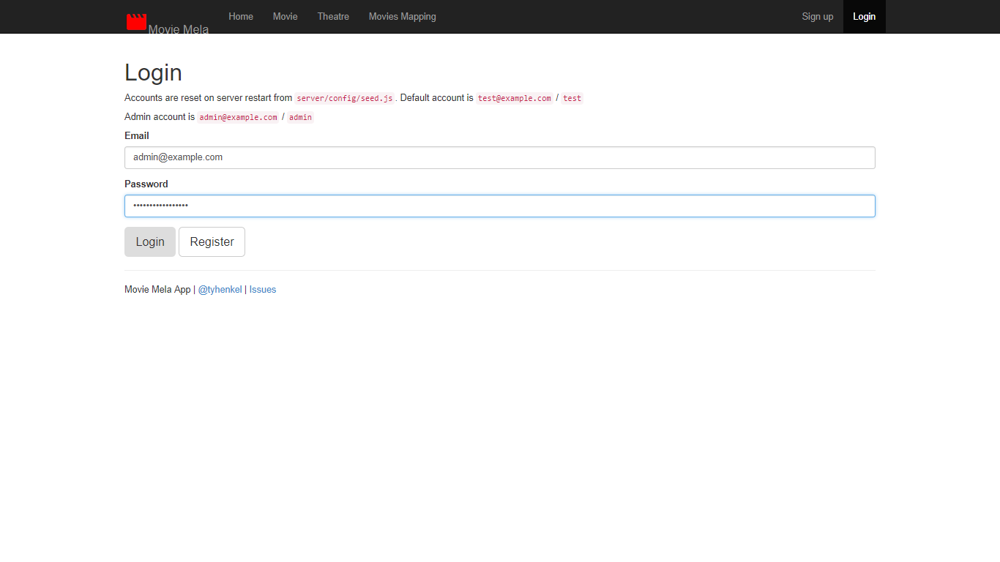 Movie Mela Home Movie Theatre Movies Mapping Sign up Login
Login
Accounts are reset on server restart from server/config/seed.js. Default account is test@example.com / test
Admin account is admin@example.com / admin
Email
admin@example.com
Password
•••••••••••••••••
Login Register
Movie Mela App | @tyhenkel | Issues